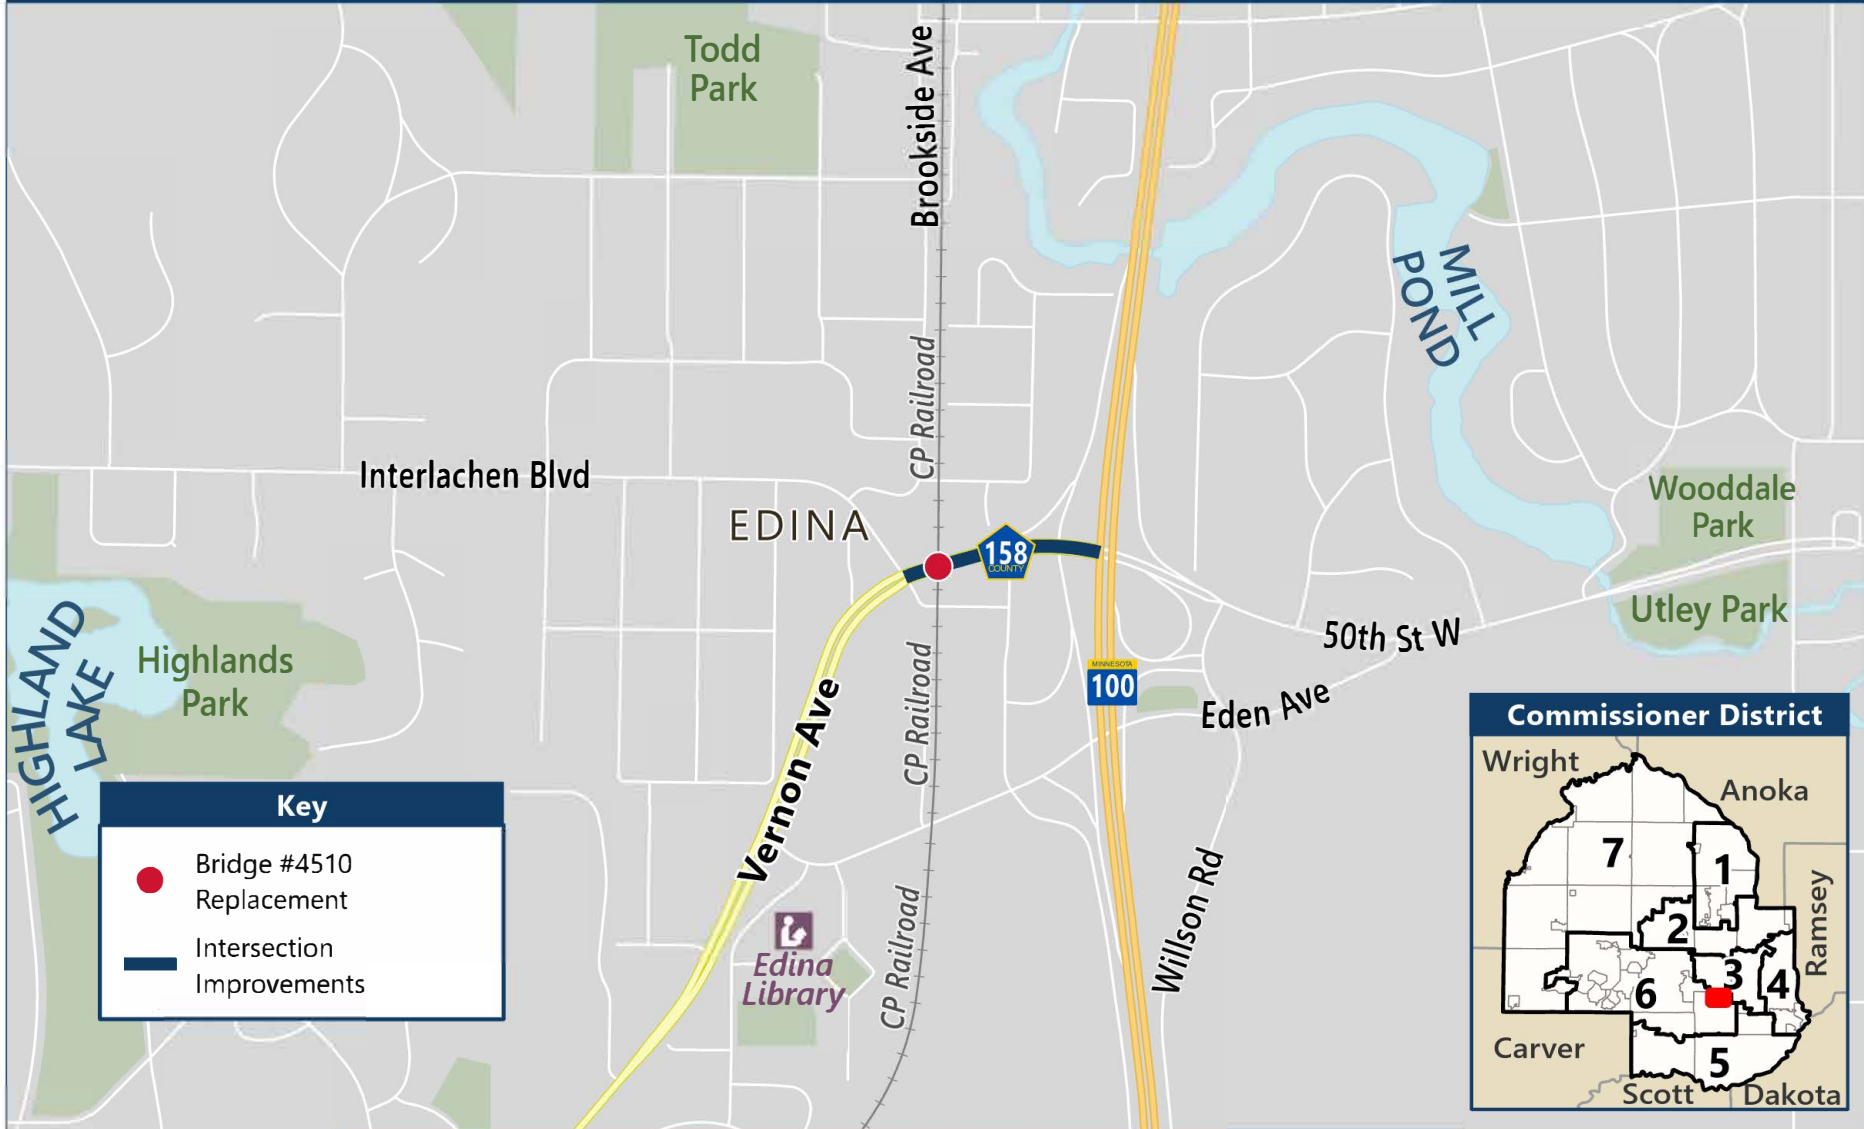 Todd
Park
Brookside Ave
MILL
POND
CP Railroad
Interlachen Blvd
EDINA
158
COUNTY
Wooddale
Park
Utley Park
50th St W
HIGHLAND
LAKE
Highlands
Park
CP Railroad
MINNESOTA
100
Eden Ave
Vernon Ave
Willson Rd
Edina
Library
CP Railroad
Key
Bridge #4510
Replacement
Intersection
Improvements
Commissioner District
Wright
Anoka
7
1
2
Ramsey
3
4
6
Carver
5
Scott
Dakota